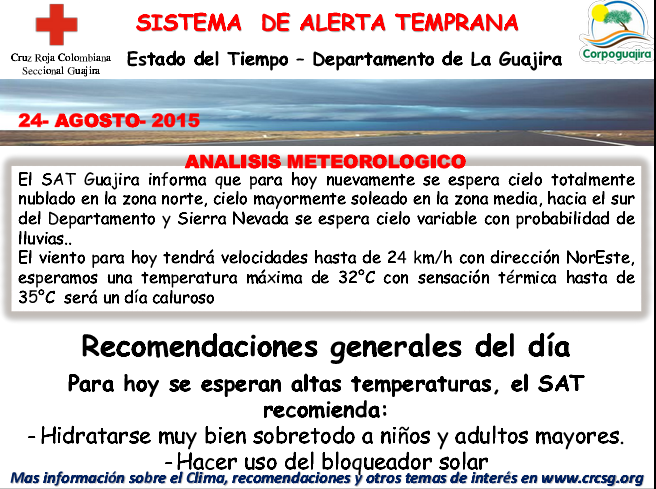 SISTEMA DE ALERTA TEMPRANA
Cruz Roja Colombiana
Seccional Guajira
Estado del Tiempo – Departamento de La Guajira
Corpoguajira
24- AGOSTO- 2015
ANALISIS METEOROLOGICO
El SAT Guajira informa que para hoy nuevamente se espera cielo totalmente
nublado en la zona norte, cielo mayormente soleado en la zona media, hacia el sur
del Departamento y Sierra Nevada se espera cielo variable con probabilidad de
lluvias..
El viento para hoy tendrá velocidades hasta de 24 km/h con dirección NorEste,
esperamos una temperatura máxima de 32°C con sensación térmica hasta de
35°C será un día caluroso
Recomendaciones generales del día
Para hoy se esperan altas temperaturas, el SAT
recomienda:
- Hidratarse muy bien sobretodo a niños y adultos mayores.
- Hacer uso del bloqueador solar
Mas información sobre el Clima, recomendaciones y otros temas de interés en www.crcsg.org